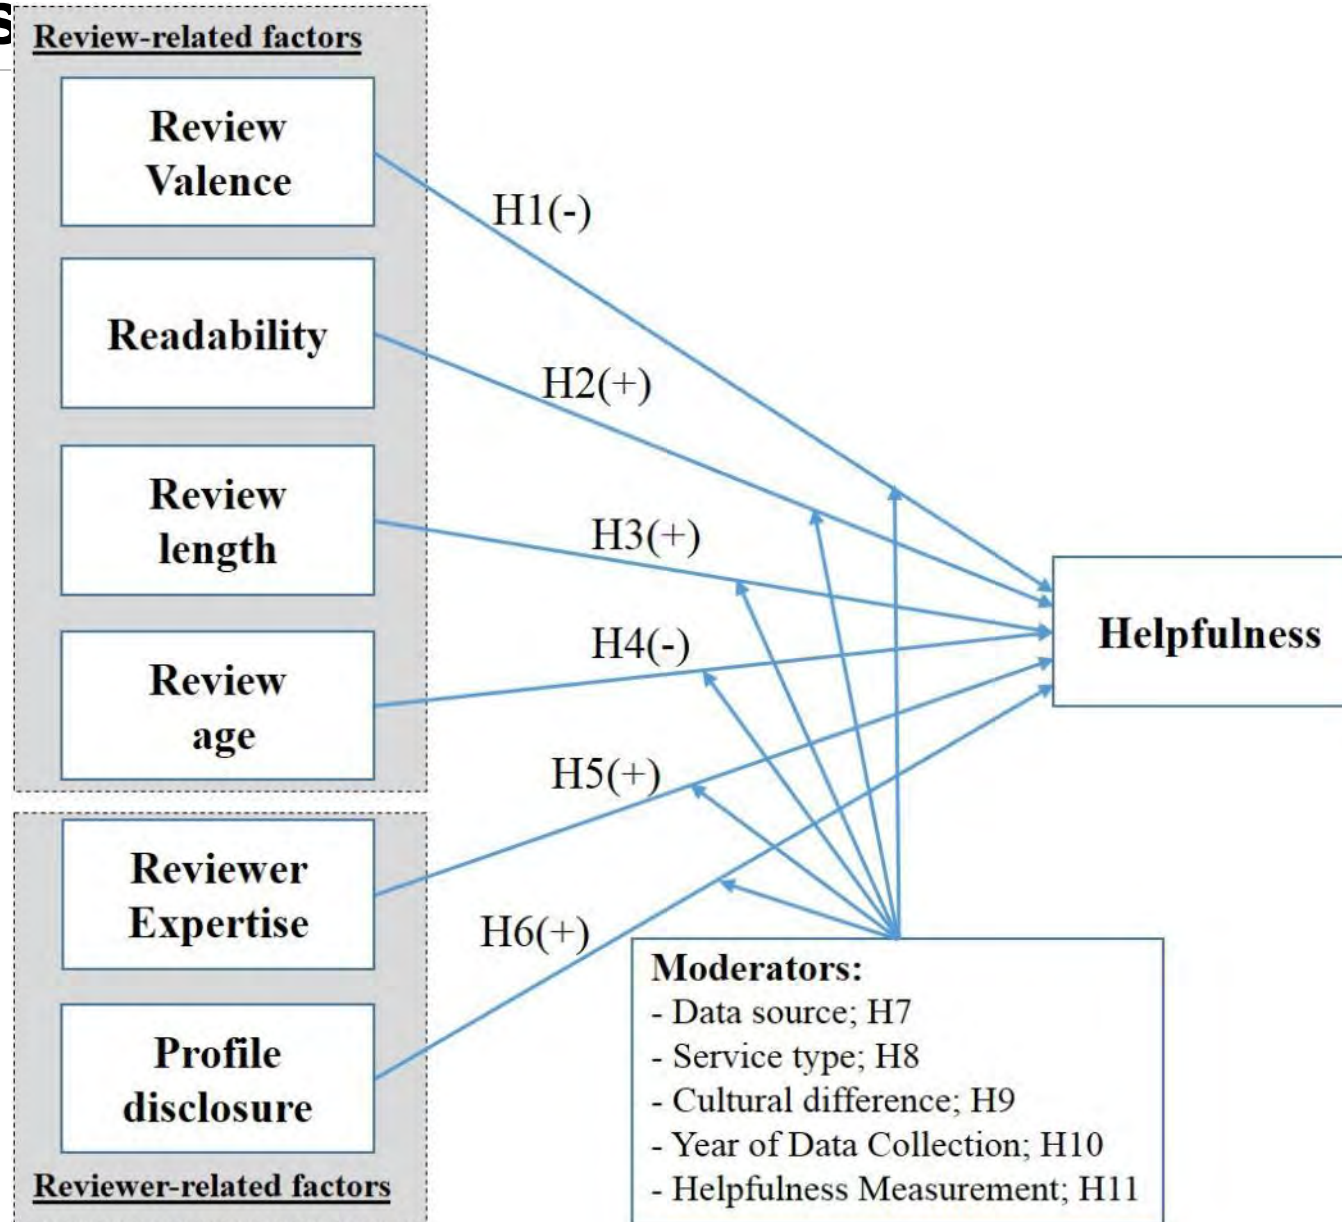 s
Review-related factors
Review
Valence
Readability
Review
length
Review
age
Reviewer
Expertise
Profile
disclosure
Reviewer-related factors
H1(-)
H2(+)
H3(+)
H4(-)
H5(+)
H6(+)
Helpfulness
Moderators:
- Data source; H7
- Service type; H8
- Cultural difference; H9
- Year of Data Collection; H10
- Helpfulness Measurement; H11